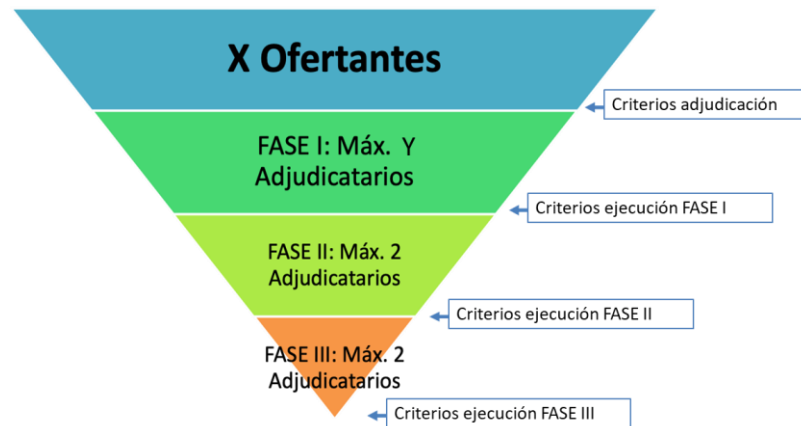 X Ofertantes
Criterios adjudicación
FASE I: Máx. Y
Adjudicatarios
Criterios ejecución FASE I
FASE II: Máx. 2
Adjudicatarios
Criterios ejecución FASE II
FASE III: Máx. 2
Adjudicatarios
Criterios ejecución FASE III